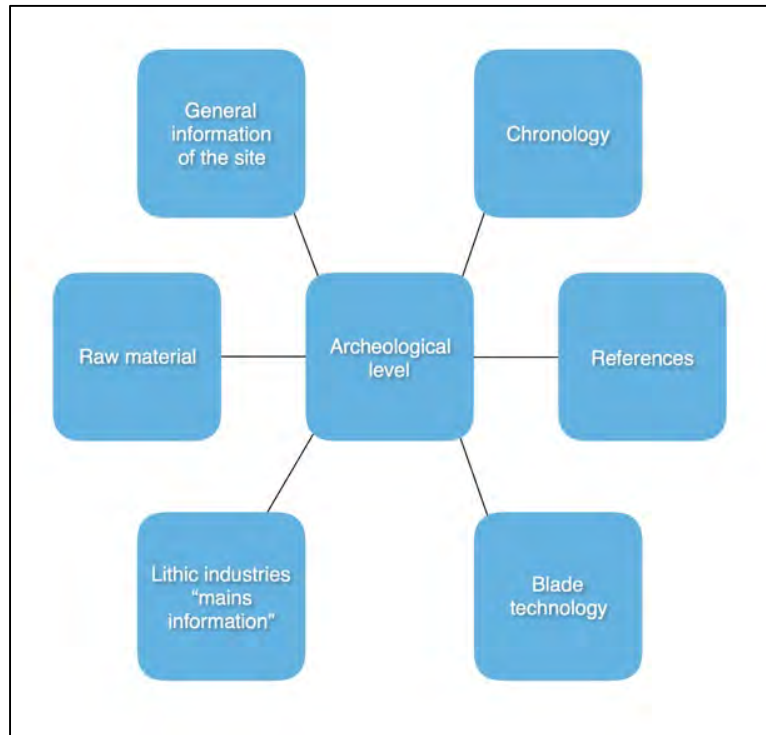 General
information
of the site
Chronology
Raw material
Archeological
level
References
Lithic industries
“mains
information”
Blade
technology